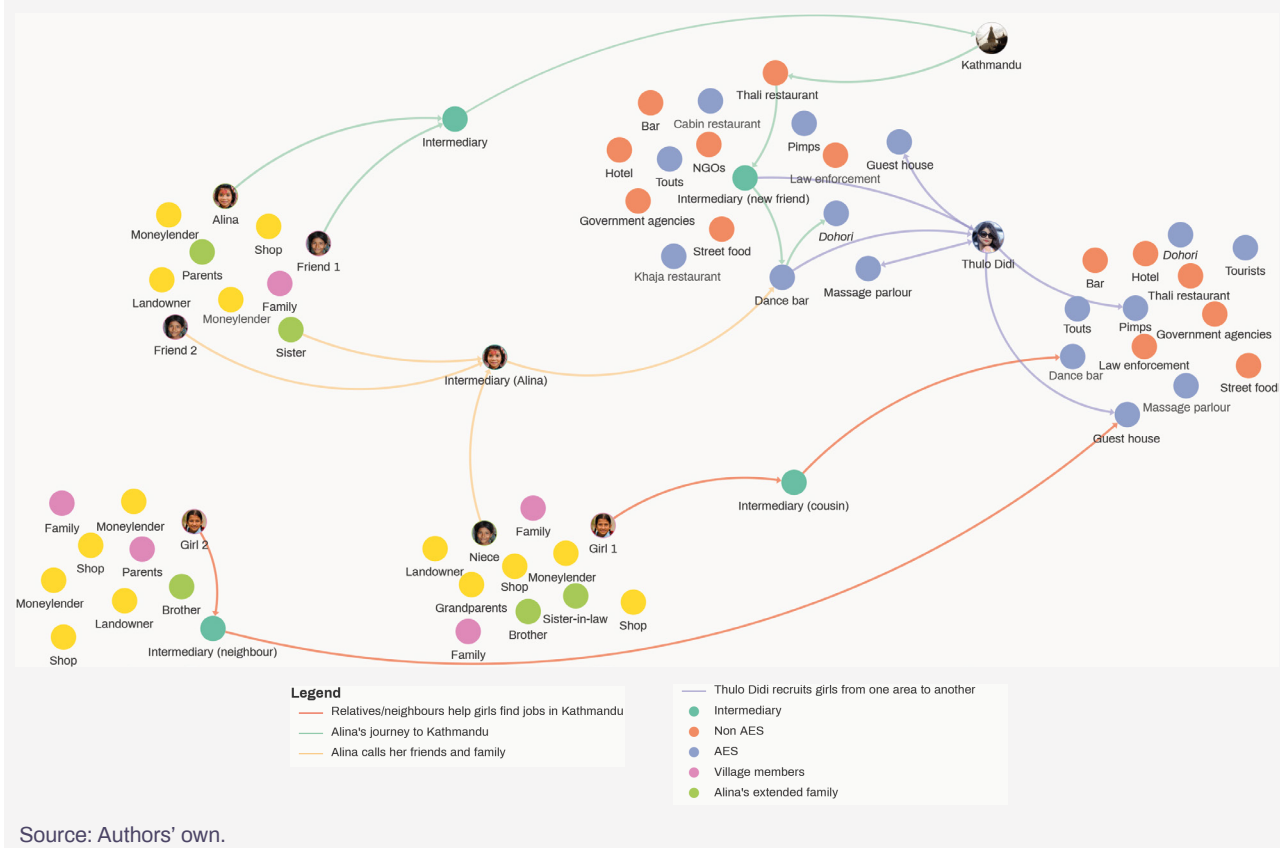 Kathmandu
Thali restaurant
Bar
Cabin restaurant
Intermediary
Pimps
Hotel
Touts
NGOs
Law enforcement
Guest house
Intermediary (new friend)
Alina
Moneylender
Shop
Friend 1
Parents
Government agencies
Street food
Dohori
Khaja restaurant
Thulo Didi
Dance bar
Massage parlour
Landowner
Family
Moneylender
Friend 2
Sister
Intermediary (Alina)
Dohori
Tourists
Bar
Hotel
Thali restaurant
Touts
Pimps
Government agencies
Law enforcement
Dance bar
Street food
Massage parlour
Guest house
Intermediary (cousin)
Family
Moneylender
Girl 2
Shop
Parents
Moneylender
Landowner
Brother
Shop
Intermediary (neighbour)
Family
Girl 1
Niece
Landowner
Shop
Moneylender
Grandparents
Brother
Sister-in-law
Shop
Family
Legend
Relatives/neighbours help girls find jobs in Kathmandu
Alina's journey to Kathmandu
Alina calls her friends and family
Thulo Didi recruits girls from one area to another
Intermediary
Non AES
AES
Village members
Alina's extended family
Source: Authors’ own.